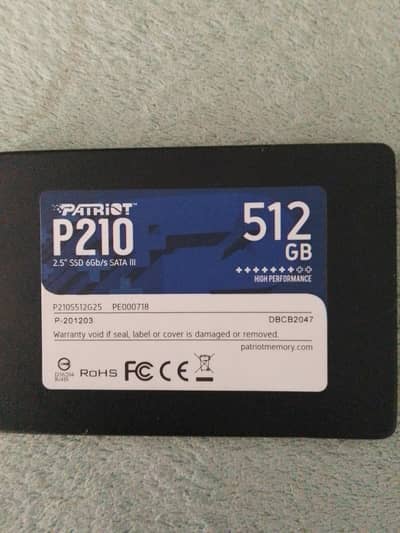 PATRIOT
P210
2.5" SSD 6Gb/s SATA III
512
GB
HIGH PERFORMANCE
P210S512G25 PE000718
P-201203 DBCB2047
Warranty void if seal, label or cover is damaged or removed.
patriotmemory.com
RoHS FC CE